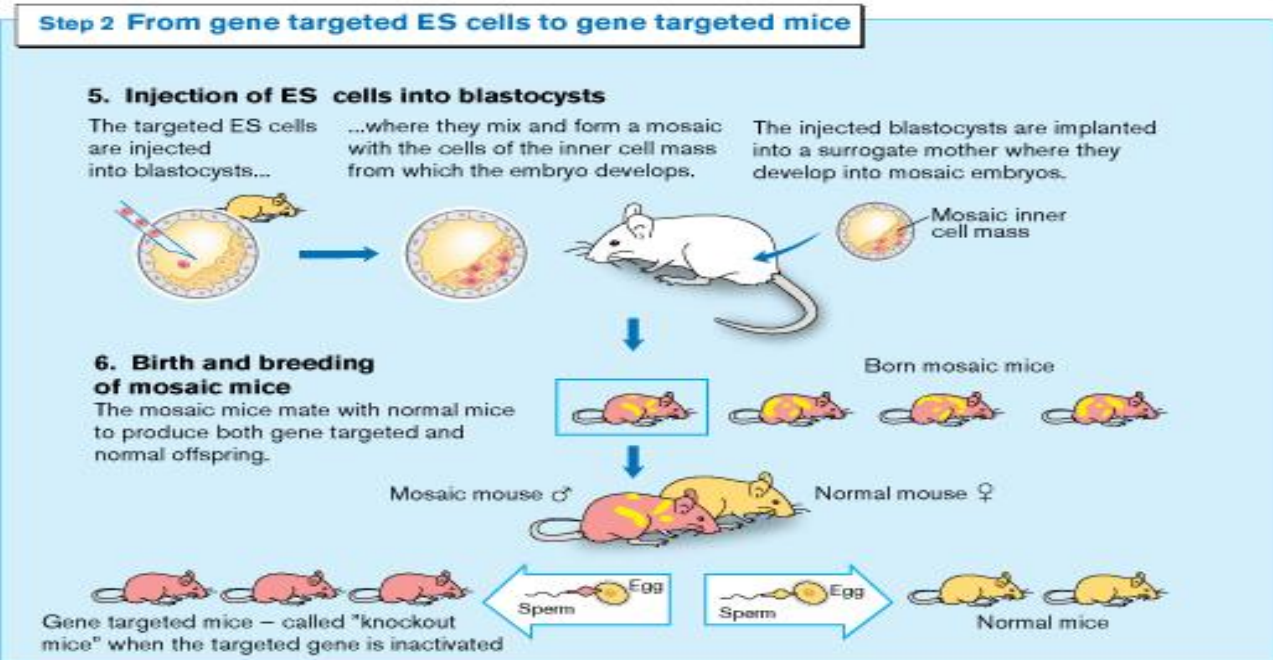 Step 2 From gene targeted ES cells to gene targeted mice
5. Injection of ES cells into blastocysts
The targeted ES cells
are injected
into blastocysts...
...where they mix and form a mosaic
with the cells of the inner cell mass
from which the embryo develops.
The injected blastocysts are implanted
into a surrogate mother where they
develop into mosaic embryos.
Mosaic inner
cell mass
6. Birth and breeding
of mosaic mice
The mosaic mice mate with normal mice
to produce both gene targeted and
normal offspring.
Born mosaic mice
Mosaic mouse ♂
Normal mouse ♀
Egg
Sperm
Egg
Sperm
Gene targeted mice – called "knockout
mice" when the targeted gene is inactivated
Normal mice